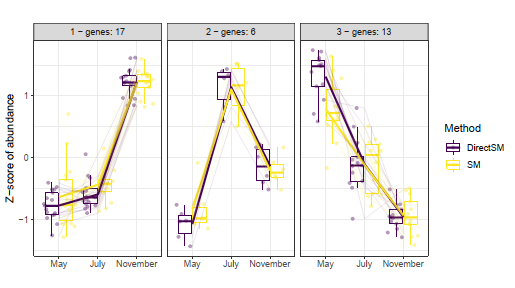 1 − genes: 17
2 − genes: 6
3 − genes: 13
Z−score of abundance
1
0
−1
May
July
November
May
July
November
May
July
November
Method
DirectSM
SM